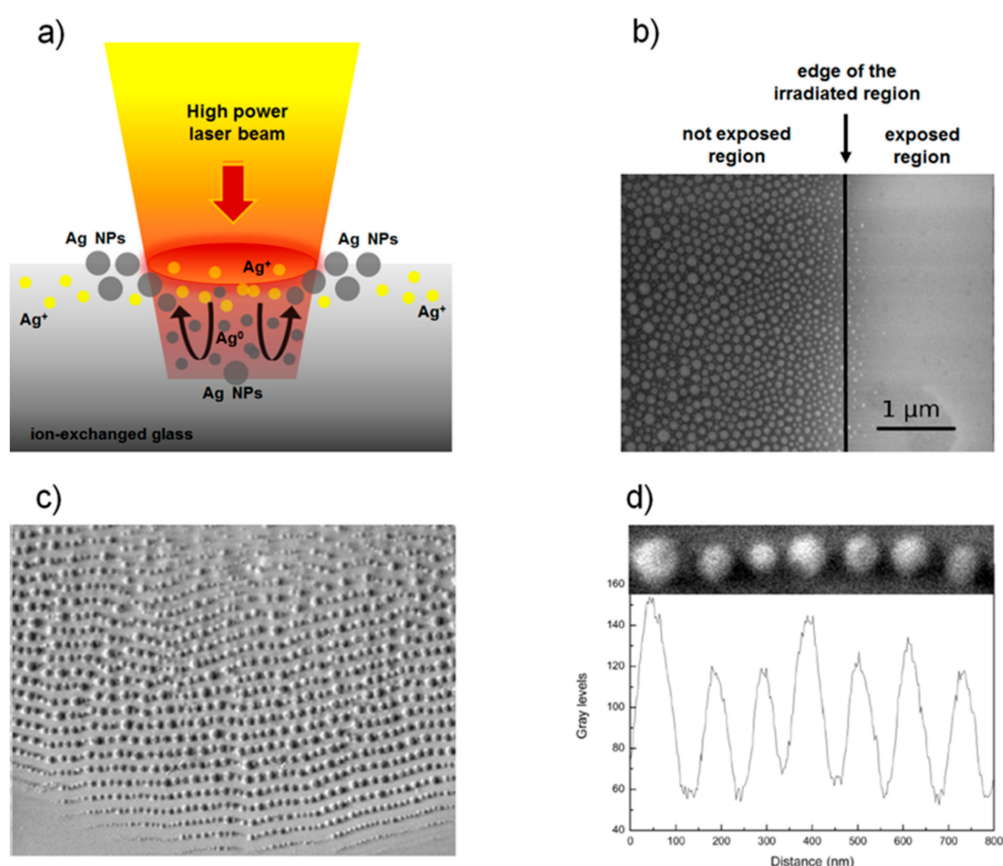 a)
High power
laser beam
Ag NPs
Ag NPs
Ag⁺
Ag⁺
Ag⁺
Ag⁰
Ag NPs
ion-exchanged glass
b)
edge of the
irradiated region
not exposed
region
exposed
region
1 µm
c)
d)
160
140
120
100
80
60
40
Gray levels
0
100
200
300
400
500
600
700
800
Distance (nm)